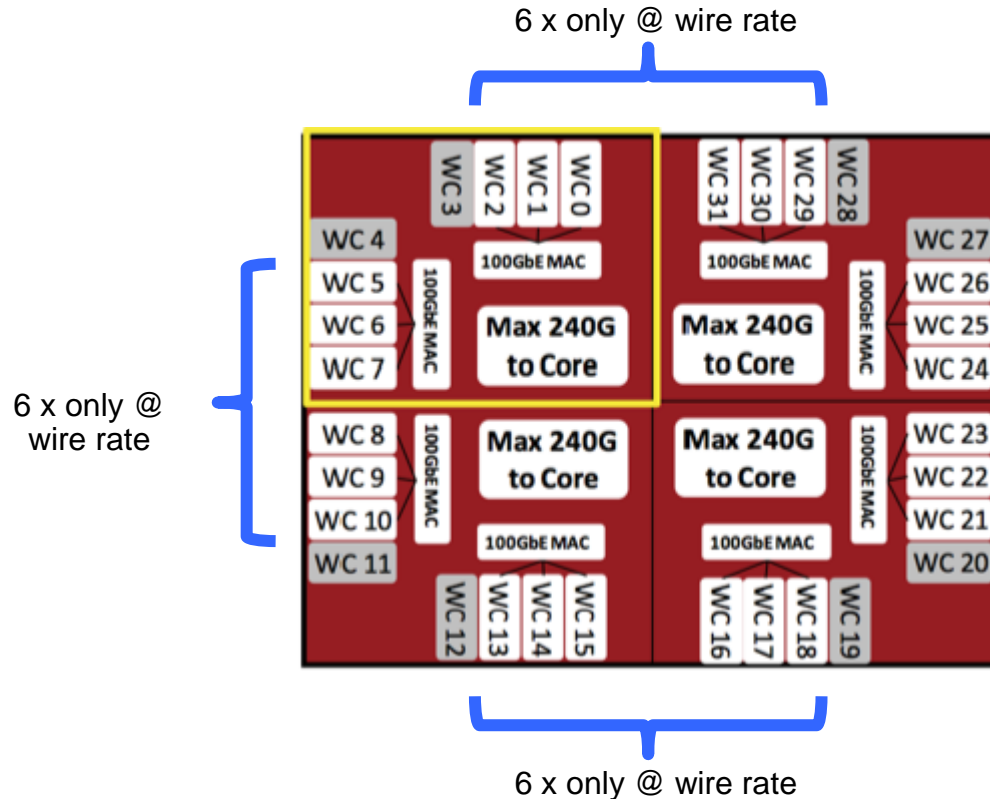 6 x only @ wire rate
WC 3
WC 2
WC 1
WC 0
WC 31
WC 30
WC 29
WC 28
WC 4
WC 5
WC 6
WC 7
100GbE MAC
100GbE MAC
Max 240G
to Core
100GbE MAC
Max 240G
to Core
100GbE MAC
WC 27
WC 26
WC 25
WC 24
6 x only @
wire rate
WC 8
WC 9
WC 10
WC 11
100GbE MAC
Max 240G
to Core
100GbE MAC
Max 240G
to Core
100GbE MAC
100GbE MAC
WC 23
WC 22
WC 21
WC 20
WC 12
WC 13
WC 14
WC 15
WC 16
WC 17
WC 18
WC 19
6 x only @ wire rate